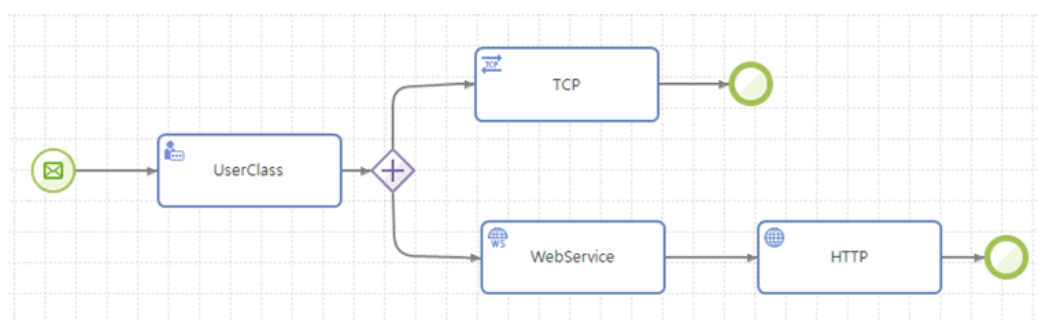 TCP
TCP
UserClass
WS
WebService
HTTP